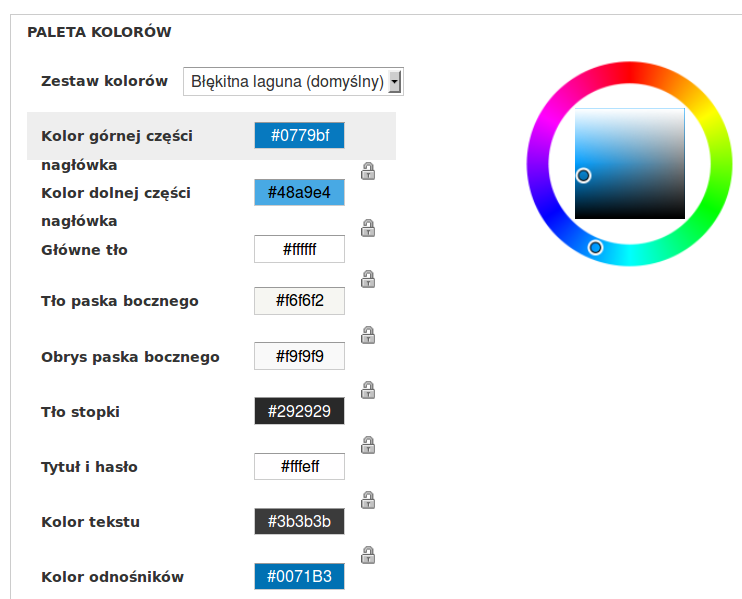 PALETA KOLORÓW
Zestaw kolorów Błękitna laguna (domyślny)
Kolor górnej części #0779bf
nagłówka
Kolor dolnej części #48a9e4
nagłówka
Główne tło #ffffff
Tło paska bocznego #f6f6f2
Obrys paska bocznego #f9f9f9
Tło stopki #292929
Tytuł i hasło #fffeff
Kolor tekstu #3b3b3b
Kolor odnośników #0071B3